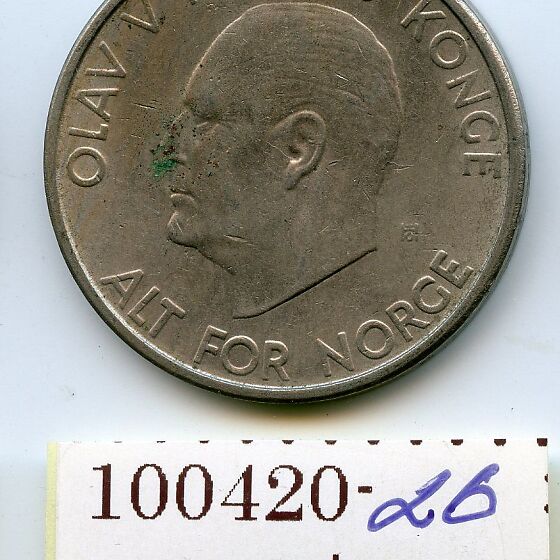 OLAV V KONGE
ALT FOR NORGE
100420-26